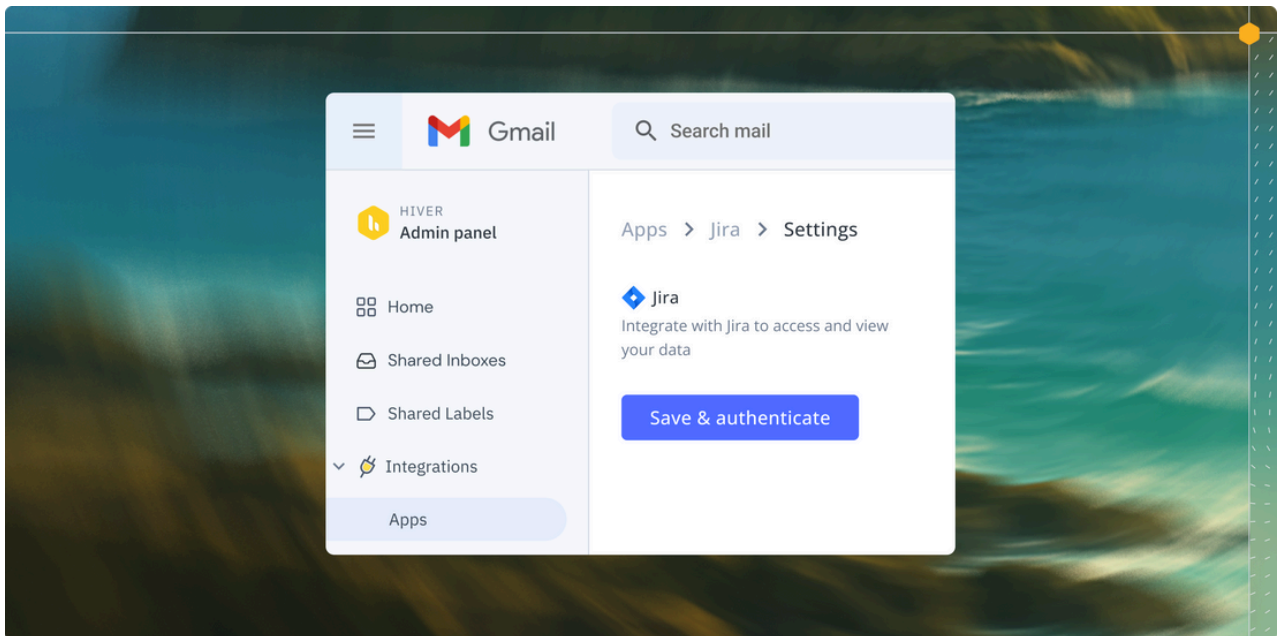 Gmail
Search mail
HIVER
Admin panel
Home
Shared Inboxes
Shared Labels
Integrations
Apps
Apps > Jira > Settings
Jira
Integrate with Jira to access and view
your data
Save & authenticate